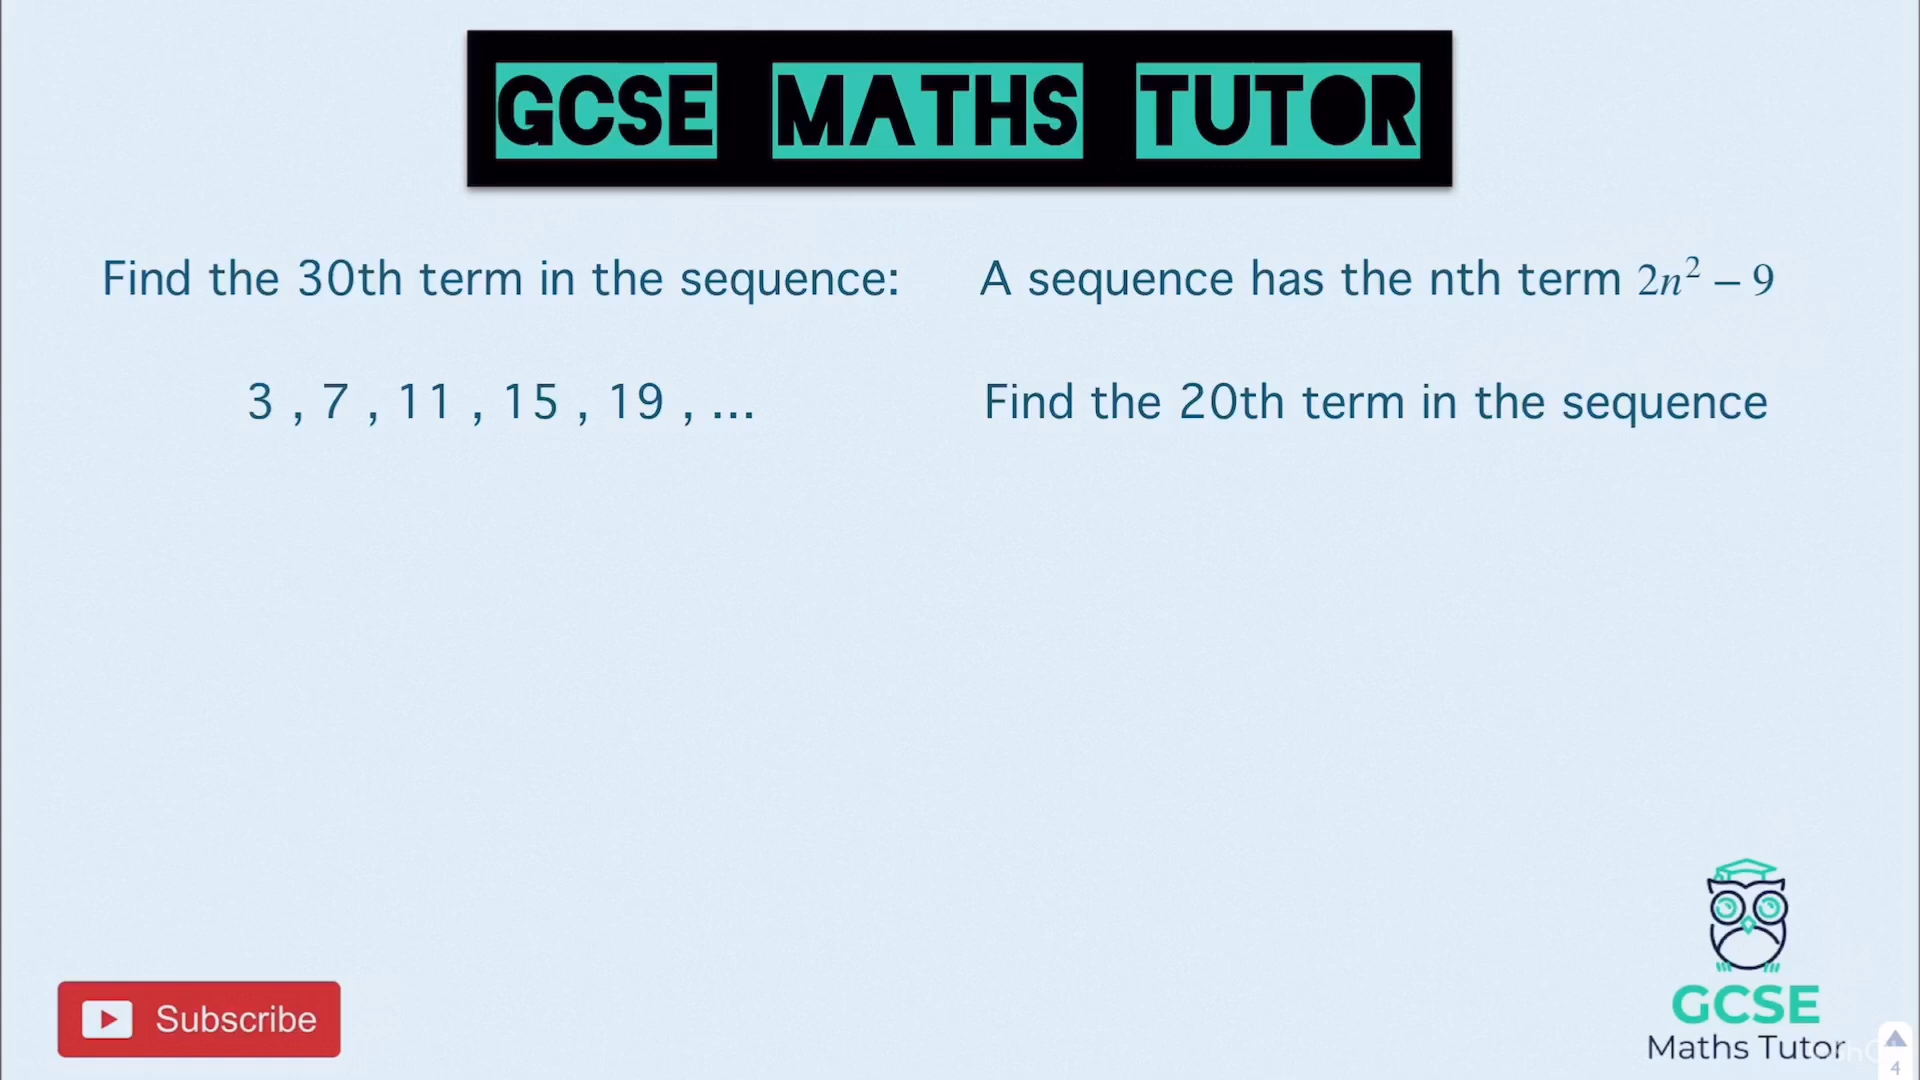 GCSE MATHS TUTOR
Find the 30th term in the sequence:
3 , 7 , 11 , 15 , 19 , ...
A sequence has the nth term 2n² – 9
Find the 20th term in the sequence
Subscribe
GCSE
Maths Tutor
4